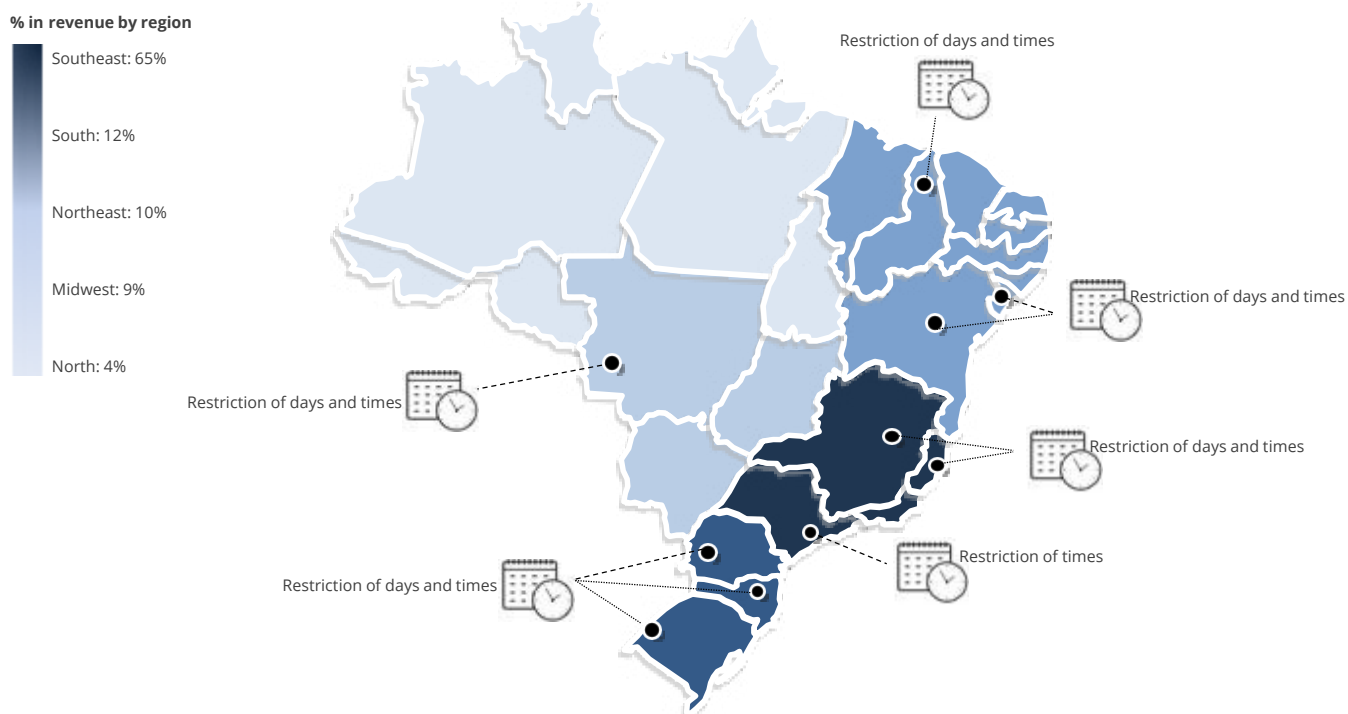 % in revenue by region
Southeast: 65%
South: 12%
Northeast: 10%
Midwest: 9%
North: 4%
Restriction of days and times
Restriction of days and times
Restriction of days and times
Restriction of days and times
Restriction of times
Restriction of days and times